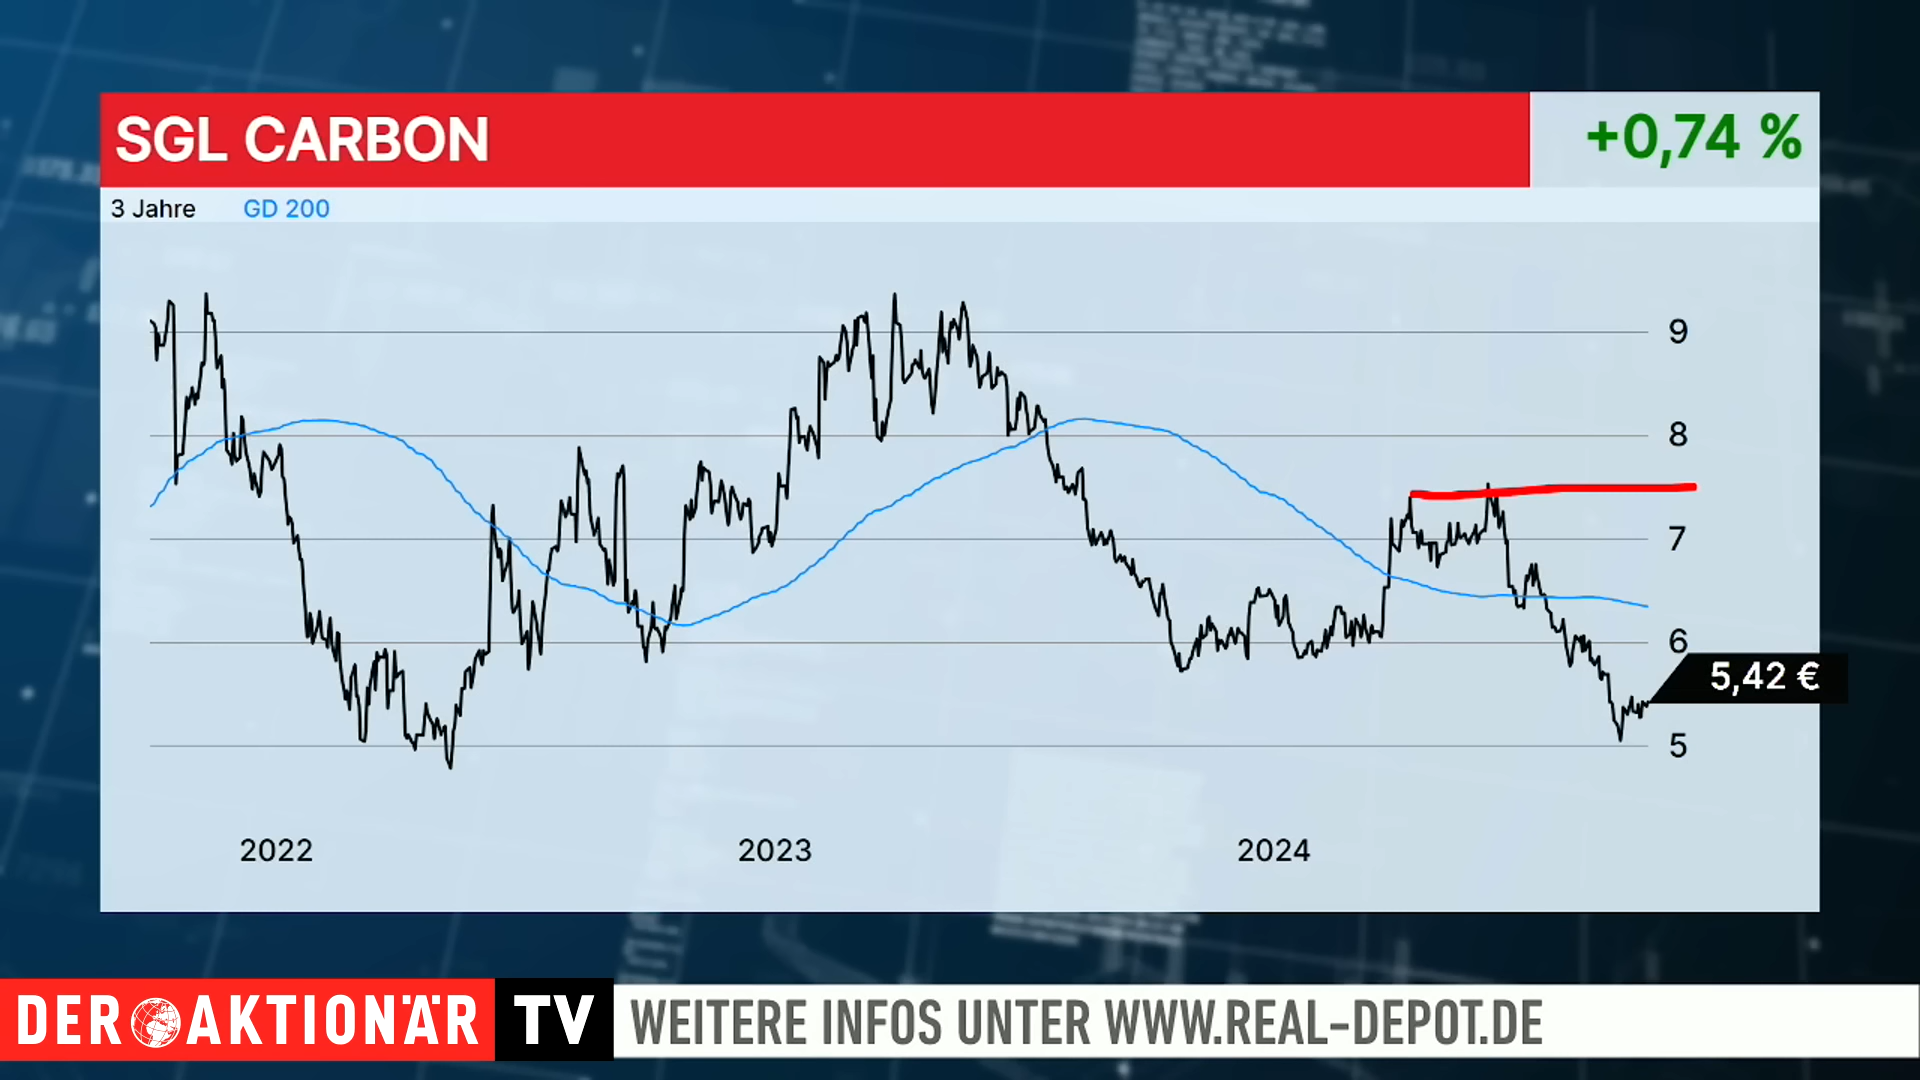 SGL CARBON
+0,74 %
3 Jahre GD 200
9
8
7
6
5,42 €
5
2022 2023 2024
DER AKTIONÄR TV WEITERE INFOS UNTER WWW.REAL-DEPOT.DE